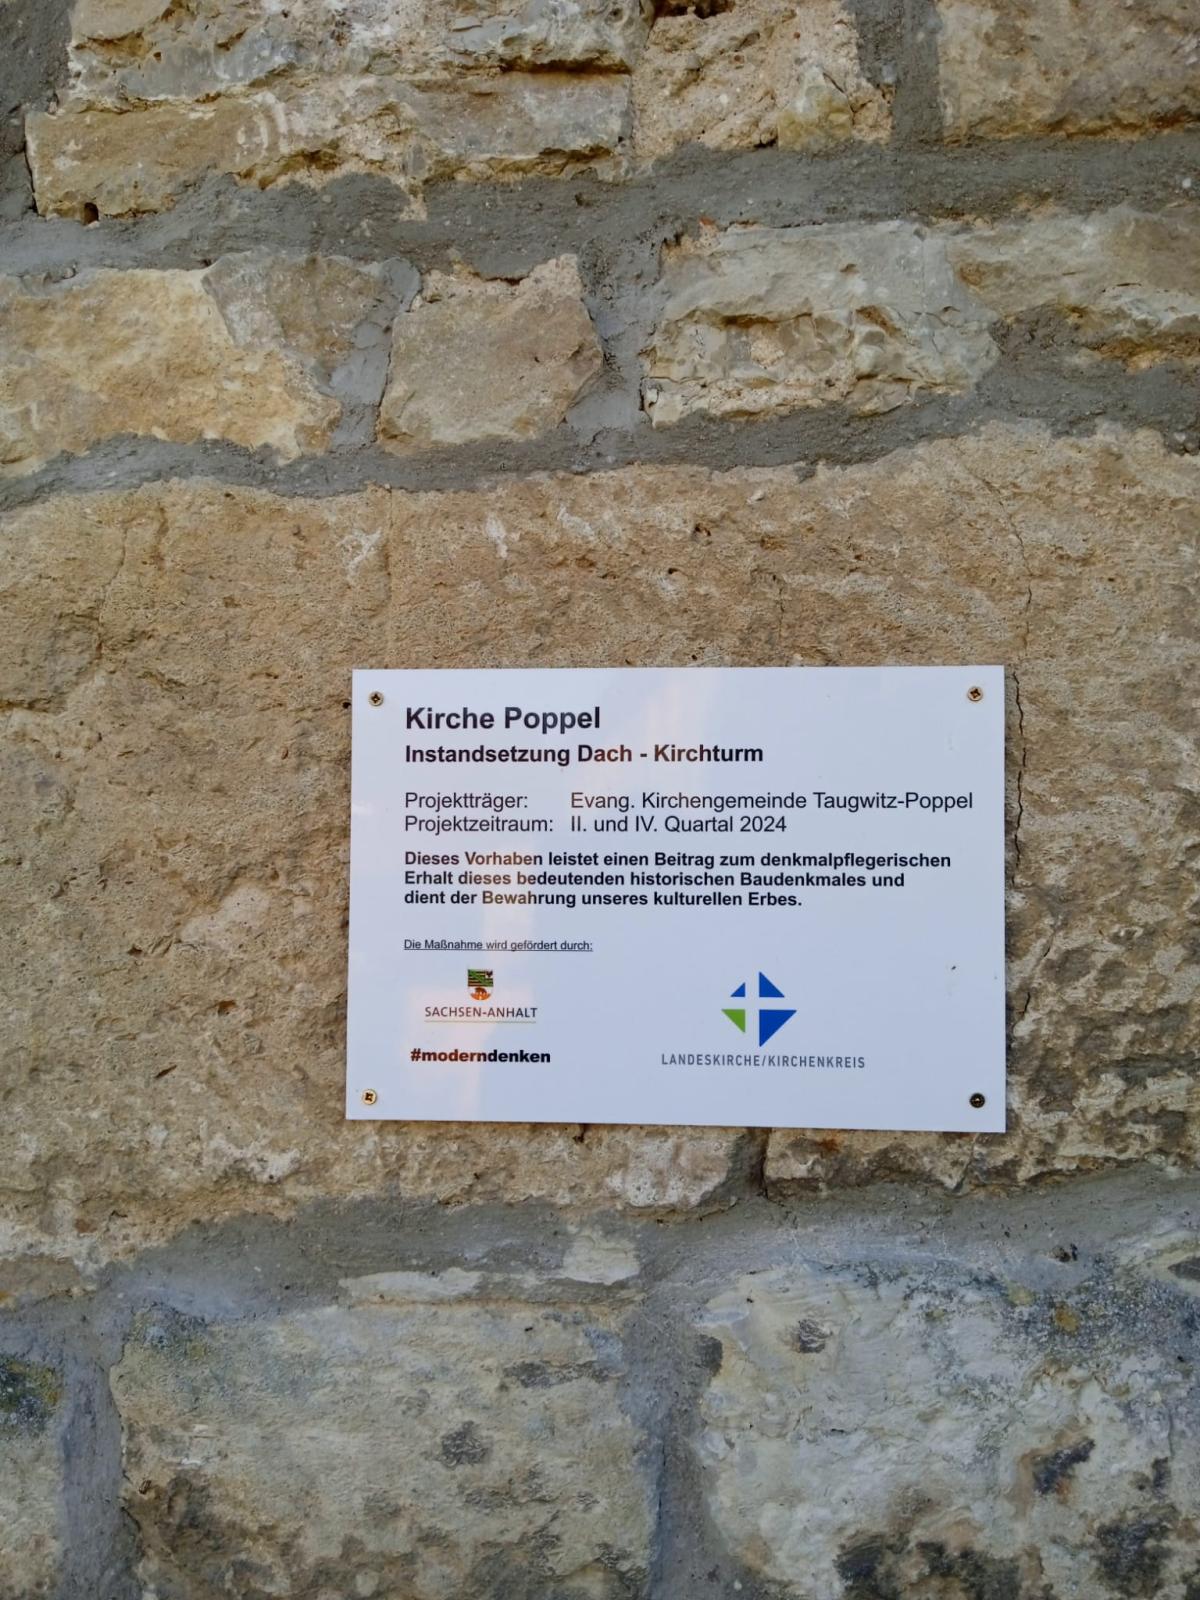 Kirche Poppel
Instandsetzung Dach - Kirchturm
Projektträger: Evang. Kirchengemeinde Taugwitz-Poppel
Projektzeitraum: II. und IV. Quartal 2024
Dieses Vorhaben leistet einen Beitrag zum denkmalpflegerischen
Erhalt dieses bedeutenden historischen Baudenkmales und
dient der Bewahrung unseres kulturellen Erbes.
Die Maßnahme wird gefördert durch:
SACHSEN-ANHALT
#moderndenken
LANDESKIRCHE/KIRCHENKREIS